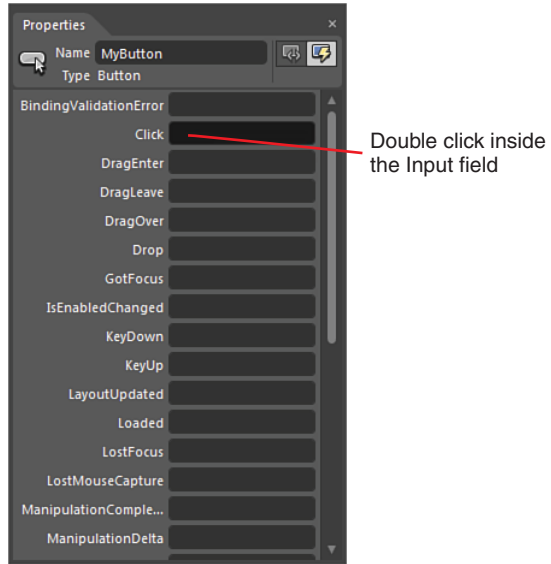 Properties
Name MyButton
Type Button
BindingValidationError
Click
DragEnter
DragLeave
DragOver
Drop
GotFocus
IsEnabledChanged
KeyDown
KeyUp
LayoutUpdated
Loaded
LostFocus
LostMouseCapture
ManipulationComple...
ManipulationDelta
Double click inside
the Input field